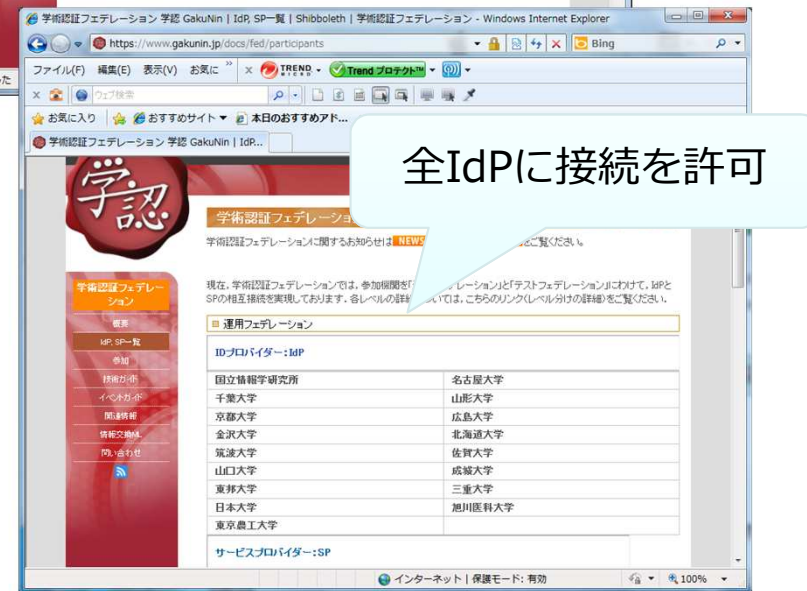 った
学術認証フェデレーション 学認 GakuNin | IdP, SP一覧 | Shibboleth | 学術認証フェデレーション - Windows Internet Explorer
https://www.gakunin.jp/docs/fed/participants
Bing
ファイル(F) 編集(E) 表示(V) お気に » x TREND MICRO Trend プロテクト™
x ウェブ検索
お気に入り おすすめサイト ▼ 本日のおすすめアド...
学術認証フェデレーション 学認 GakuNin | IdP...
全IdPに接続を許可
学認
学術認証フェデレーショ
学術認証フェデレーションに関するお知らせは NEWS ご覧ください。
学術認証フェデレーション
概要
IdP, SP一覧
参加
技術ガイド
イベントガイド
関連情報
情報交換ML
問い合わせ
現在、学術認証フェデレーションでは、参加機関を「 レーション」と「テストフェデレーション」にわけて、IdPと
SPの相互接続を実現しております。各レベルの詳細 いては、こちらのリンク(レベル分けの詳細)をご覧ください。
運用フェデレーション
IDプロバイダー:IdP
国立情報学研究所 名古屋大学
千葉大学 山形大学
京都大学 広島大学
金沢大学 北海道大学
筑波大学 佐賀大学
山口大学 成城大学
東邦大学 三重大学
日本大学 旭川医科大学
東京農工大学
サービスプロバイダー:SP
インターネット | 保護モード: 有効 100%